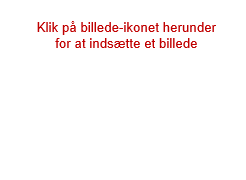 Klik på billede-ikonet herunder
for at indsætte et billede